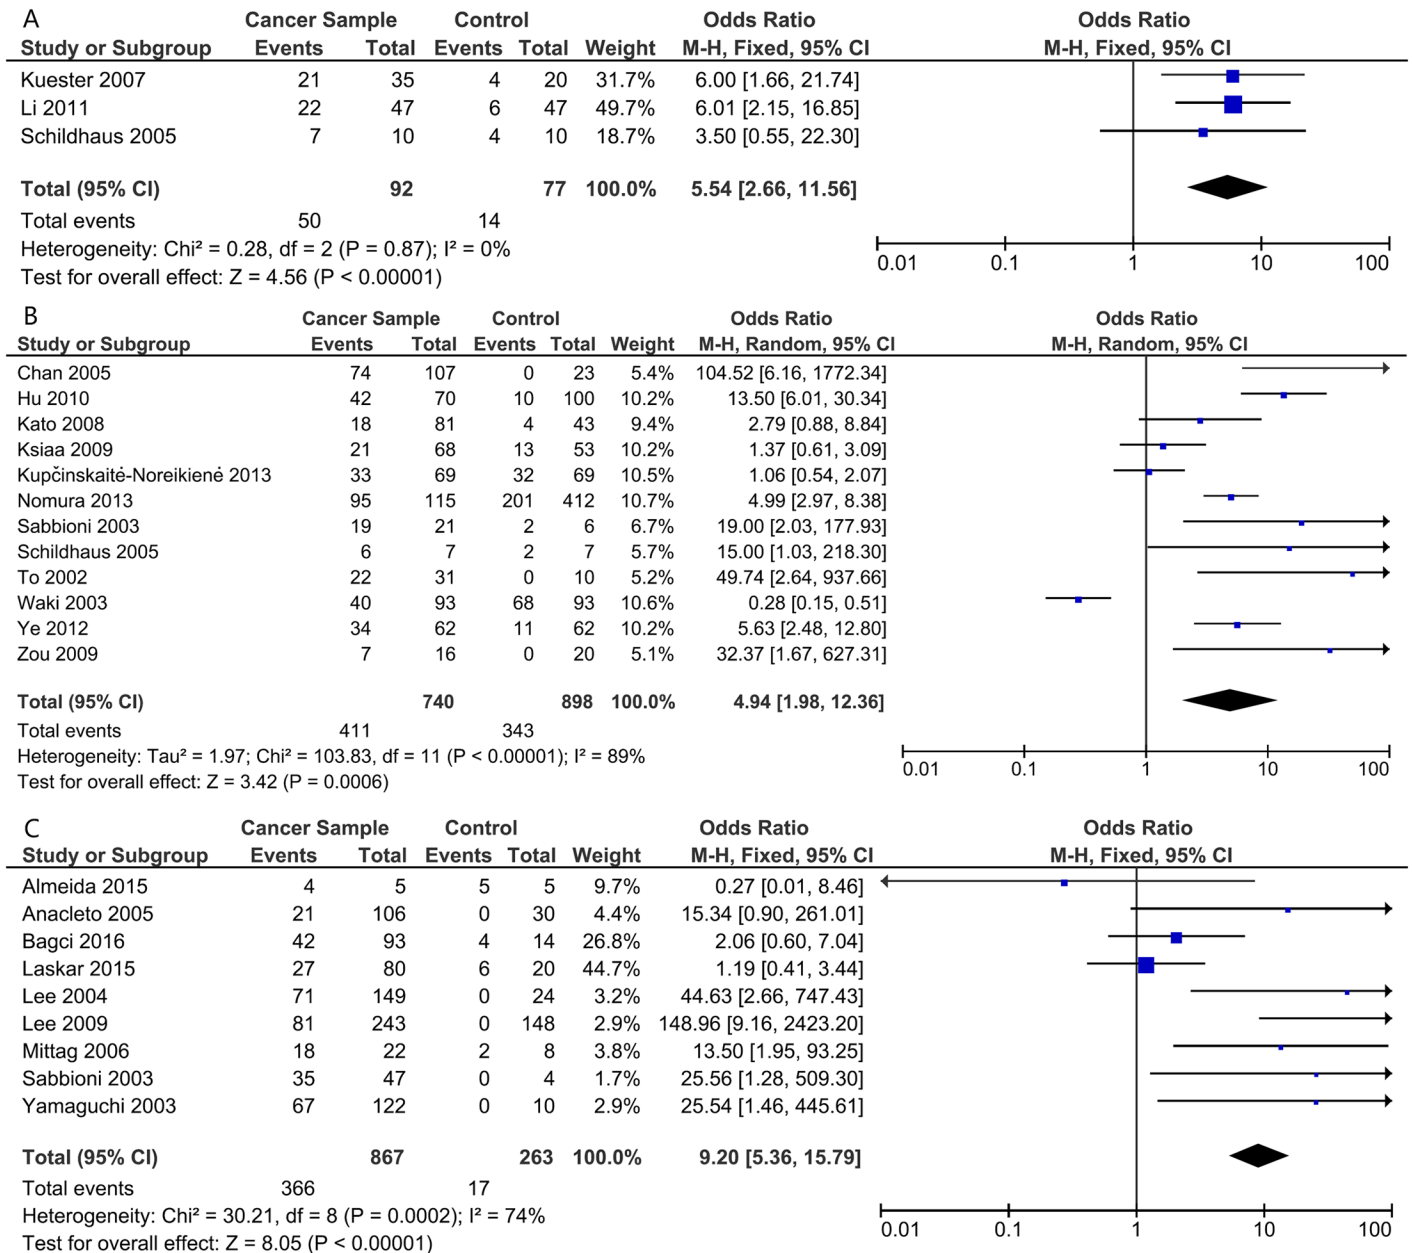 A
Cancer Sample Control Odds Ratio Odds Ratio
Study or Subgroup Events Total Events Total Weight M-H, Fixed, 95% CI M-H, Fixed, 95% CI
Kuester 2007 21 35 4 20 31.7% 6.00 [1.66, 21.74]
Li 2011 22 47 6 47 49.7% 6.01 [2.15, 16.85]
Schildhaus 2005 7 10 4 10 18.7% 3.50 [0.55, 22.30]
Total (95% CI) 92 77 100.0% 5.54 [2.66, 11.56]
Total events 50 14
Heterogeneity: Chi² = 0.28, df = 2 (P = 0.87); I² = 0%
Test for overall effect: Z = 4.56 (P < 0.00001)
0.01 0.1 1 10 100
B
Cancer Sample Control Odds Ratio Odds Ratio
Study or Subgroup Events Total Events Total Weight M-H, Random, 95% CI M-H, Random, 95% CI
Chan 2005 74 107 0 23 5.4% 104.52 [6.16, 1772.34]
Hu 2010 42 70 10 100 10.2% 13.50 [6.01, 30.34]
Kato 2008 18 81 4 43 9.4% 2.79 [0.88, 8.84]
Ksiaa 2009 21 68 13 53 10.2% 1.37 [0.61, 3.09]
Kupčinskaitė-Noreikienė 2013 33 69 32 69 10.5% 1.06 [0.54, 2.07]
Nomura 2013 95 115 201 412 10.7% 4.99 [2.97, 8.38]
Sabbioni 2003 19 21 2 6 6.7% 19.00 [2.03, 177.93]
Schildhaus 2005 6 7 2 7 5.7% 15.00 [1.03, 218.30]
To 2002 22 31 0 10 5.2% 49.74 [2.64, 937.66]
Waki 2003 40 93 68 93 10.6% 0.28 [0.15, 0.51]
Ye 2012 34 62 11 62 10.2% 5.63 [2.48, 12.80]
Zou 2009 7 16 0 20 5.1% 32.37 [1.67, 627.31]
Total (95% CI) 740 898 100.0% 4.94 [1.98, 12.36]
Total events 411 343
Heterogeneity: Tau² = 1.97; Chi² = 103.83, df = 11 (P < 0.00001); I² = 89%
Test for overall effect: Z = 3.42 (P = 0.0006)
0.01 0.1 1 10 100
C
Cancer Sample Control Odds Ratio Odds Ratio
Study or Subgroup Events Total Events Total Weight M-H, Fixed, 95% CI M-H, Fixed, 95% CI
Almeida 2015 4 5 5 5 9.7% 0.27 [0.01, 8.46]
Anacleto 2005 21 106 0 30 4.4% 15.34 [0.90, 261.01]
Bagci 2016 42 93 4 14 26.8% 2.06 [0.60, 7.04]
Laskar 2015 27 80 6 20 44.7% 1.19 [0.41, 3.44]
Lee 2004 71 149 0 24 3.2% 44.63 [2.66, 747.43]
Lee 2009 81 243 0 148 2.9% 148.96 [9.16, 2423.20]
Mittag 2006 18 22 2 8 3.8% 13.50 [1.95, 93.25]
Sabbioni 2003 35 47 0 4 1.7% 25.56 [1.28, 509.30]
Yamaguchi 2003 67 122 0 10 2.9% 25.54 [1.46, 445.61]
Total (95% CI) 867 263 100.0% 9.20 [5.36, 15.79]
Total events 366 17
Heterogeneity: Chi² = 30.21, df = 8 (P = 0.0002); I² = 74%
Test for overall effect: Z = 8.05 (P < 0.00001)
0.01 0.1 1 10 100